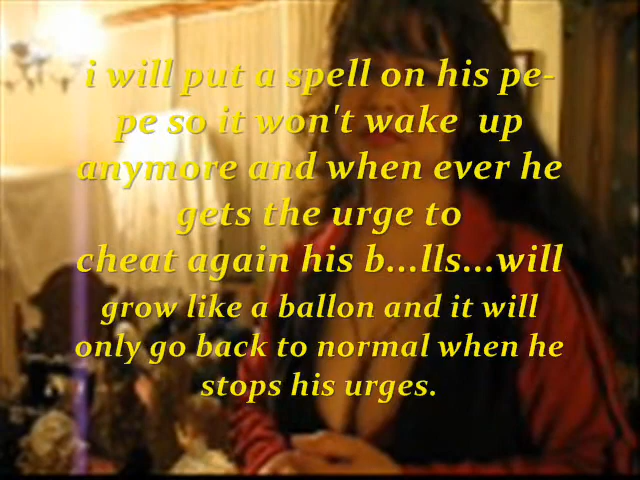 i will put a spell on his pe-
pe so it won't wake up
anymore and when ever he
gets the urge to
cheat again his b...lls...will
grow like a ballon and it will
only go back to normal when he
stops his urges.